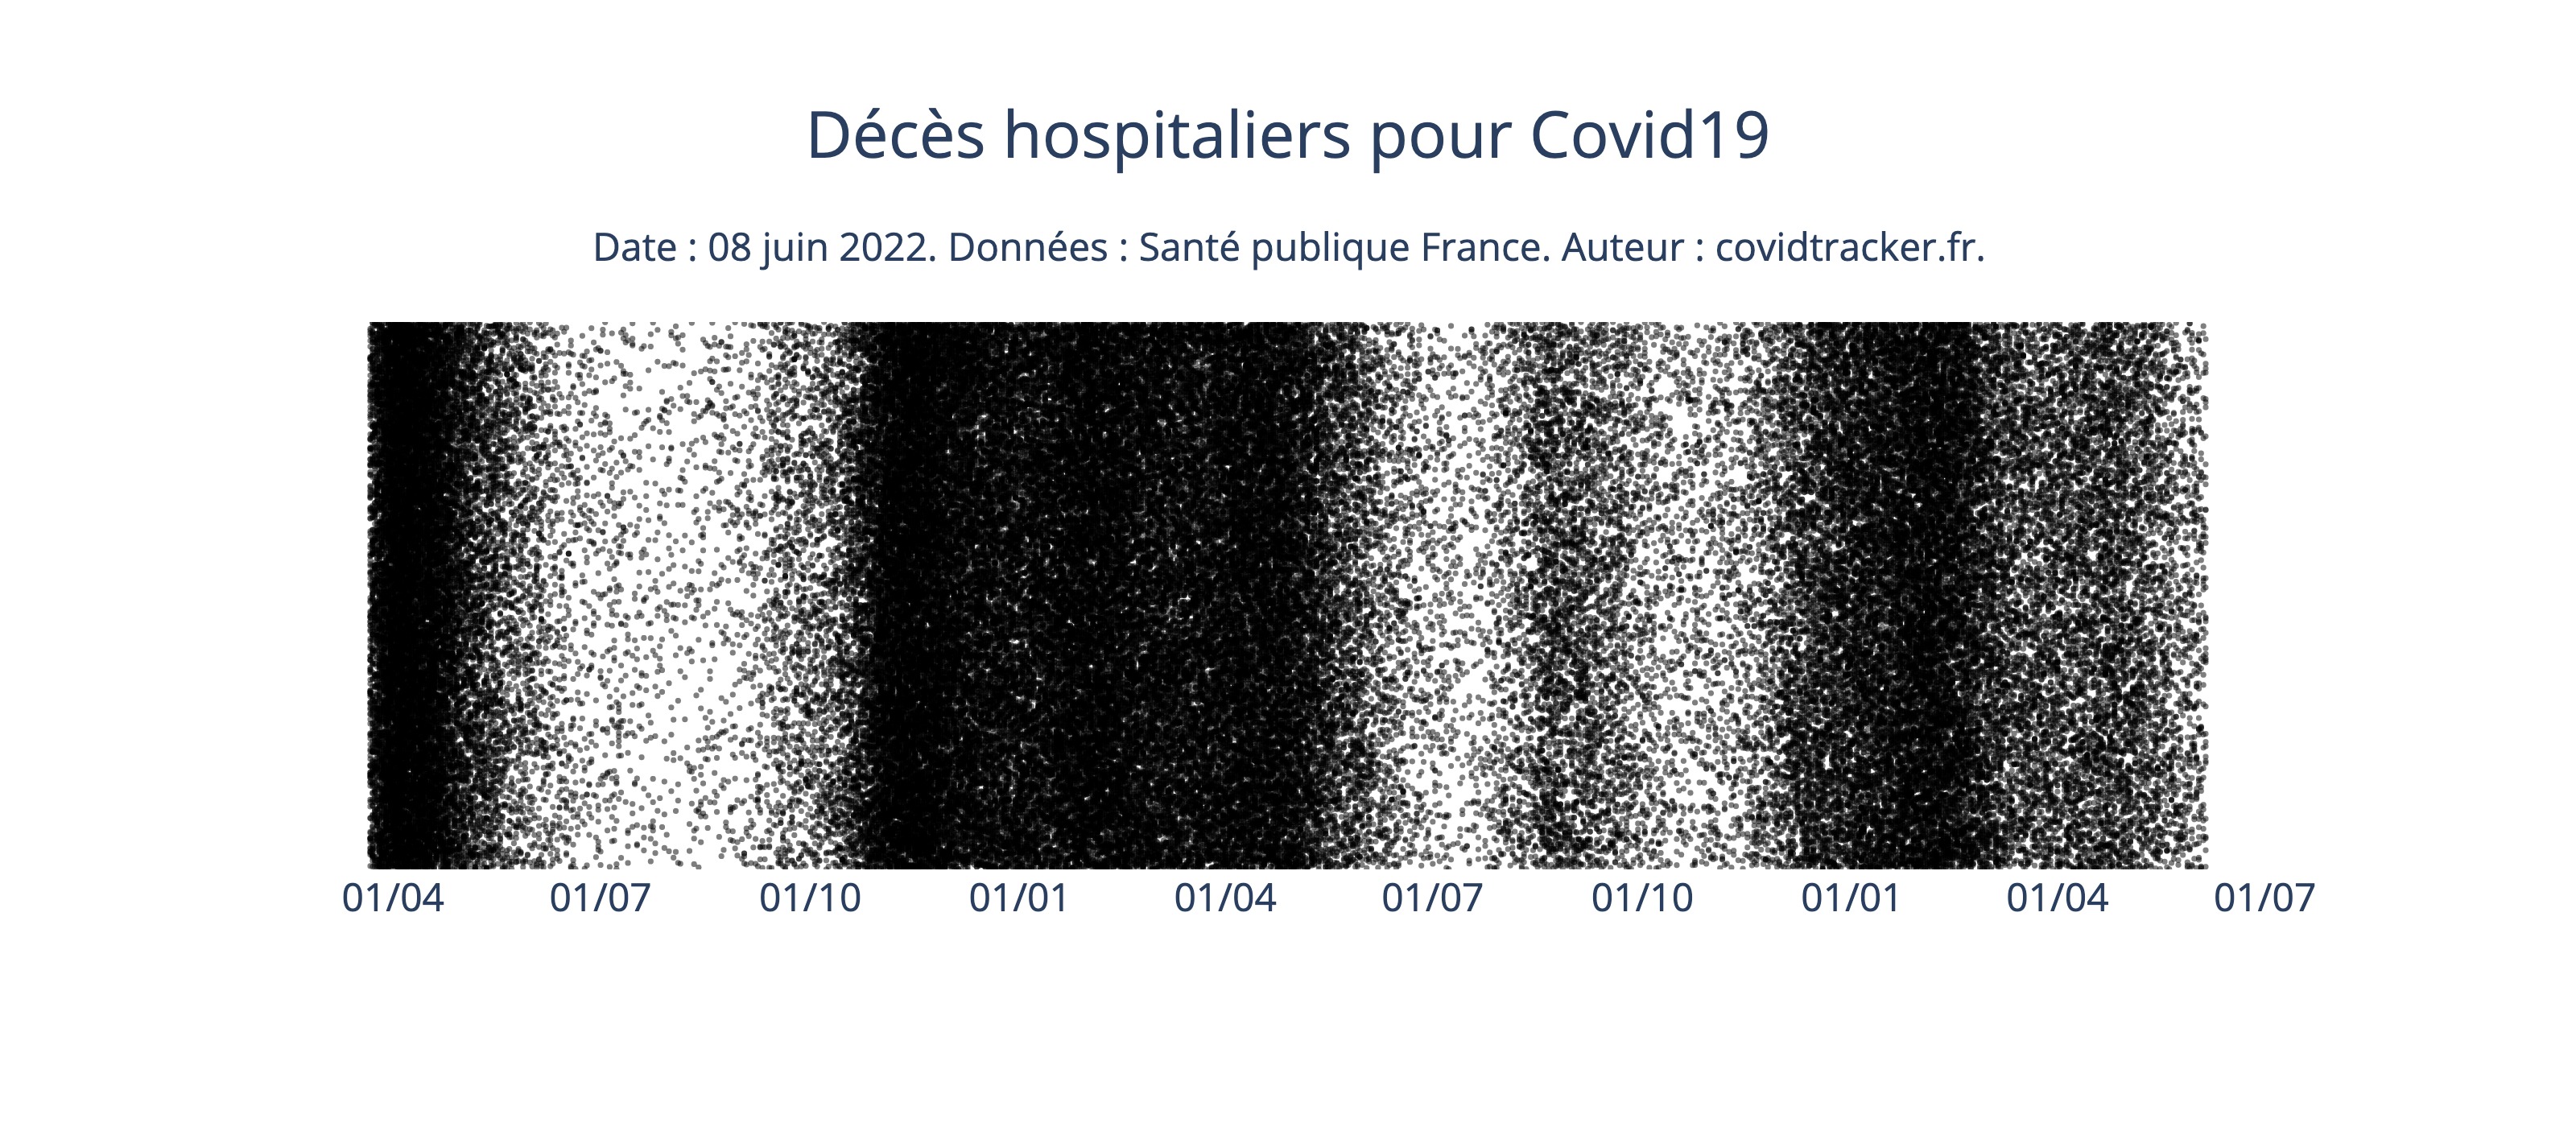 Décès hospitaliers pour Covid19
Date : 08 juin 2022. Données : Santé publique France. Auteur : covidtracker.fr.
01/04 01/07 01/10 01/01 01/04 01/07 01/10 01/01 01/04 01/07